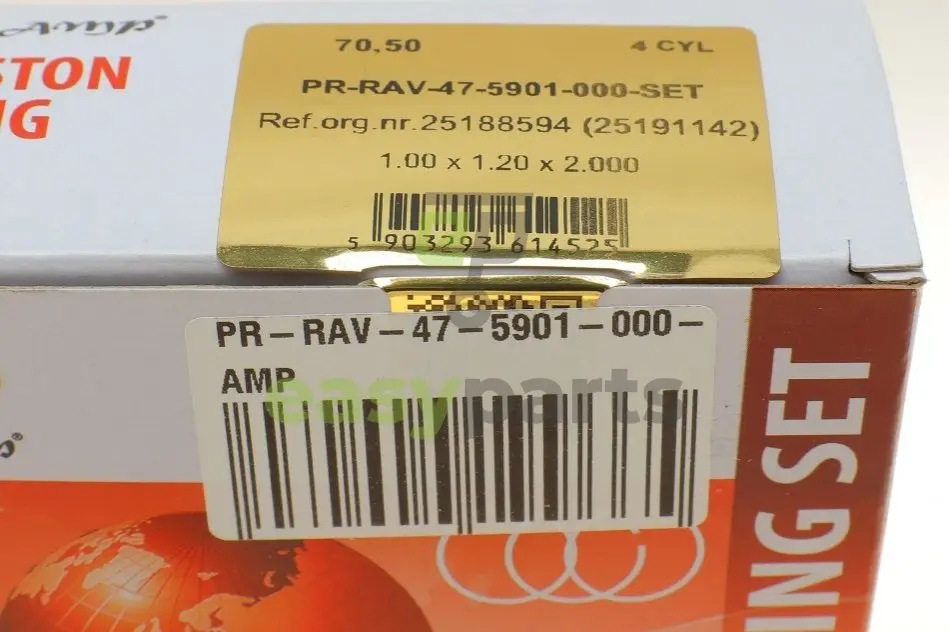 Amp®
STON
NG
70,50 4 CYL
PR-RAV-47-5901-000-SET
Ref.org.nr.25188594 (25191142)
1.00 x 1.20 x 2.000
5 903293 614525
PR-RAV-47-5901-000-
AMP
easyparts
ING SET